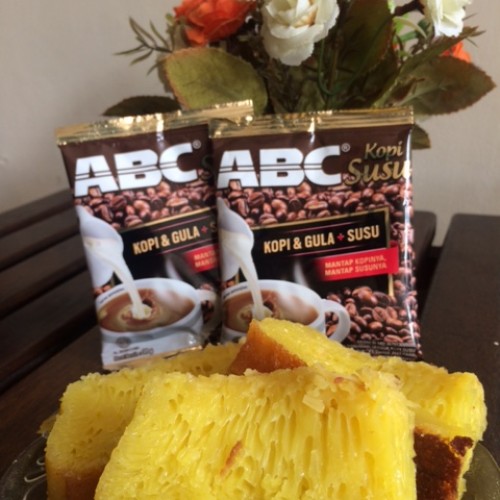 ABC®
KOPI & GULA + SUSU
ABC®
Kopi
Susu
KOPI & GULA + SUSU
MANTAP KOPINYA,
MANTAP SUSUNYA